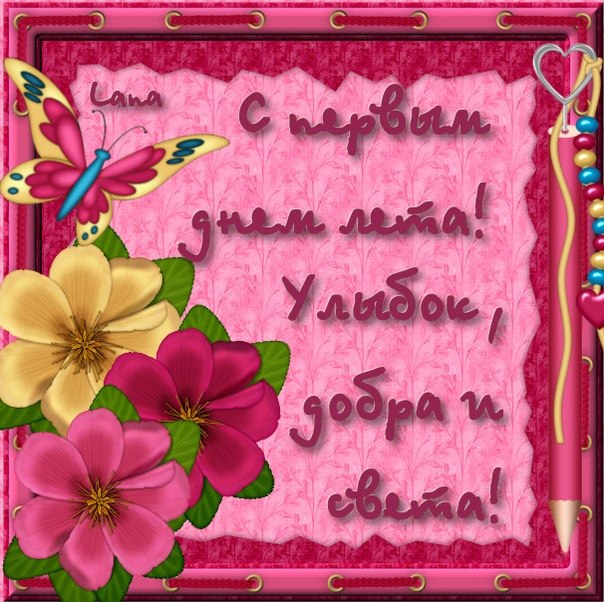 Lana
С первым
днем лета!
Улыбок,
добра и
света!